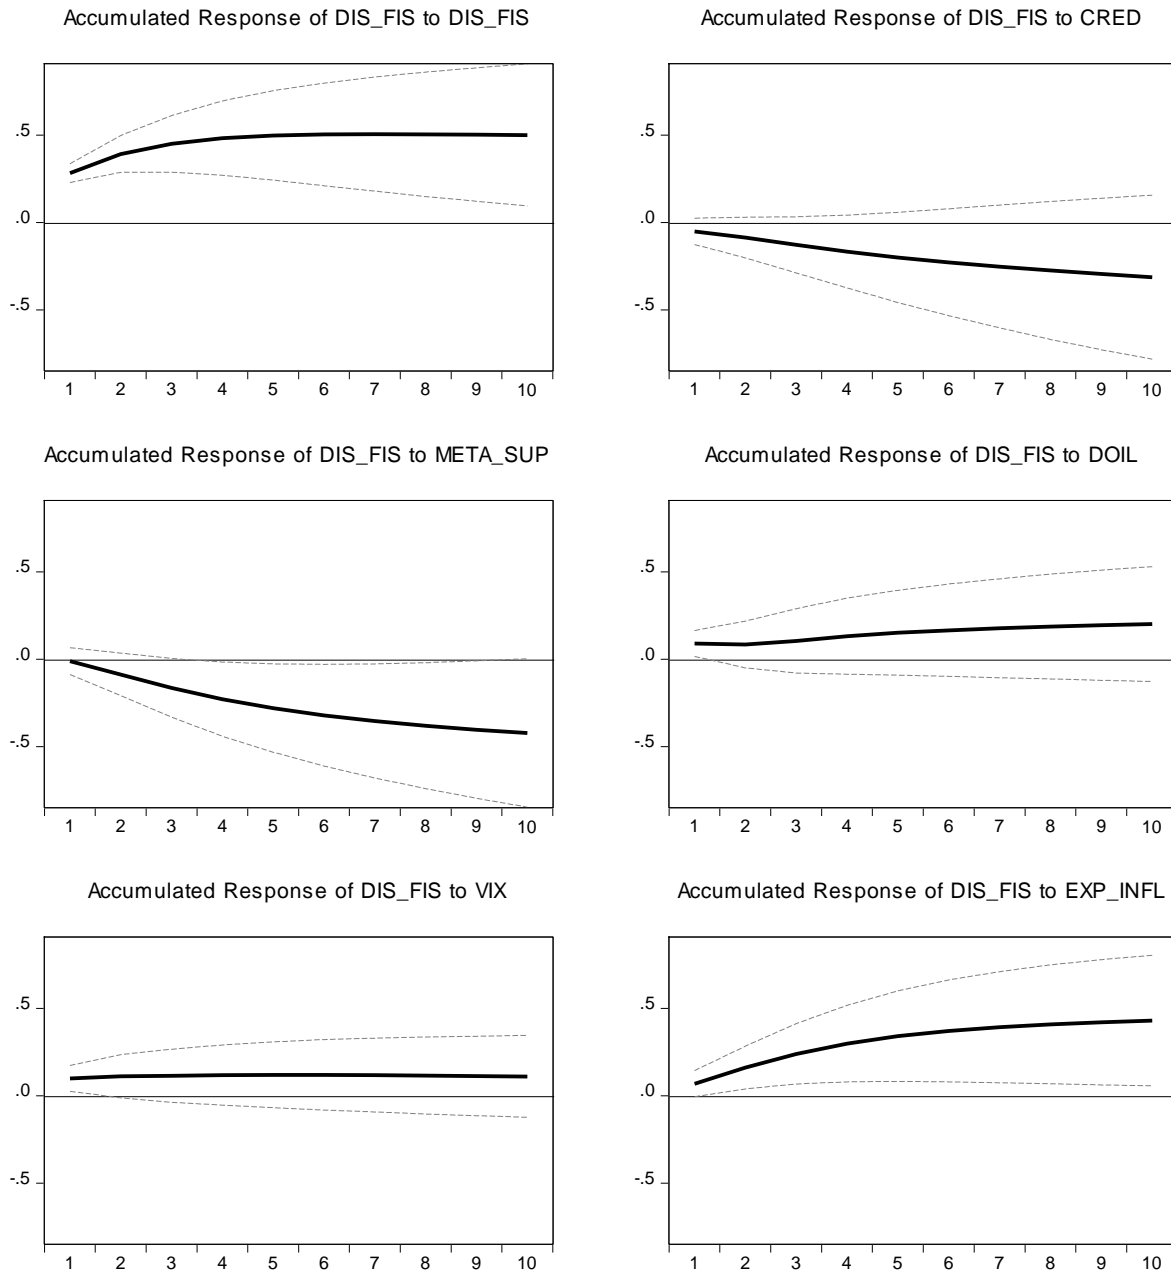 Accumulated Response of DIS_FIS to DIS_FIS
.5
.0
-.5
1 2 3 4 5 6 7 8 9 10
Accumulated Response of DIS_FIS to CRED
.5
.0
-.5
1 2 3 4 5 6 7 8 9 10
Accumulated Response of DIS_FIS to META_SUP
.5
.0
-.5
1 2 3 4 5 6 7 8 9 10
Accumulated Response of DIS_FIS to DOIL
.5
.0
-.5
1 2 3 4 5 6 7 8 9 10
Accumulated Response of DIS_FIS to VIX
.5
.0
-.5
1 2 3 4 5 6 7 8 9 10
Accumulated Response of DIS_FIS to EXP_INFL
.5
.0
-.5
1 2 3 4 5 6 7 8 9 10